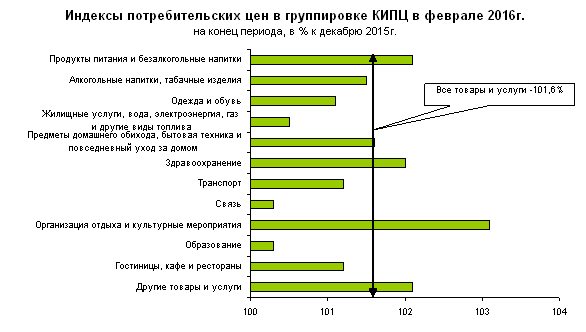 Индексы потребительских цен в группировке КИПЦ в феврале 2016г.
на конец периода, в % к декабрю 2015г.
Продукты питания и безалкогольные напитки
Алкогольные напитки, табачные изделия
Одежда и обувь
Жилищные услуги, вода, электроэнергия, газ
и другие виды топлива
Предметы домашнего обихода, бытовая техника и
повседневный уход за домом
Здравоохранение
Транспорт
Связь
Организация отдыха и культурные мероприятия
Образование
Гостиницы, кафе и рестораны
Другие товары и услуги
Все товары и услуги -101,6%
100 101 102 103 104